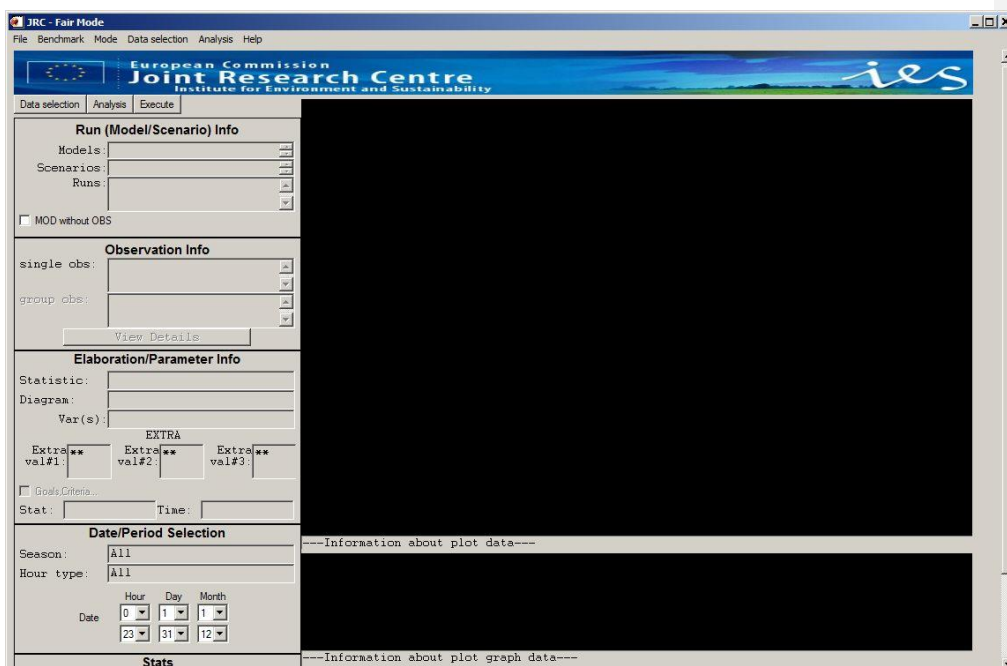 JRC - Fair Mode
File Benchmark Mode Data selection Analysis Help
European Commission
Joint Research Centre
Institute for Environment and Sustainability
ies
Data selection Analysis Execute
Run (Model/Scenario) Info
Models:
Scenarios:
Runs:
MOD without OBS
Observation Info
single obs:
group obs:
View Details
Elaboration/Parameter Info
Statistic:
Diagram:
Var(s):
EXTRA
Extra val#1: ** Extra val#2: ** Extra val#3: **
Goals,Criteria...
Stat: Time:
Date/Period Selection
Season: All
Hour type: All
Hour Day Month
Date 0 1 1
23 31 12
Stats
---Information about plot data---
---Information about plot graph data---